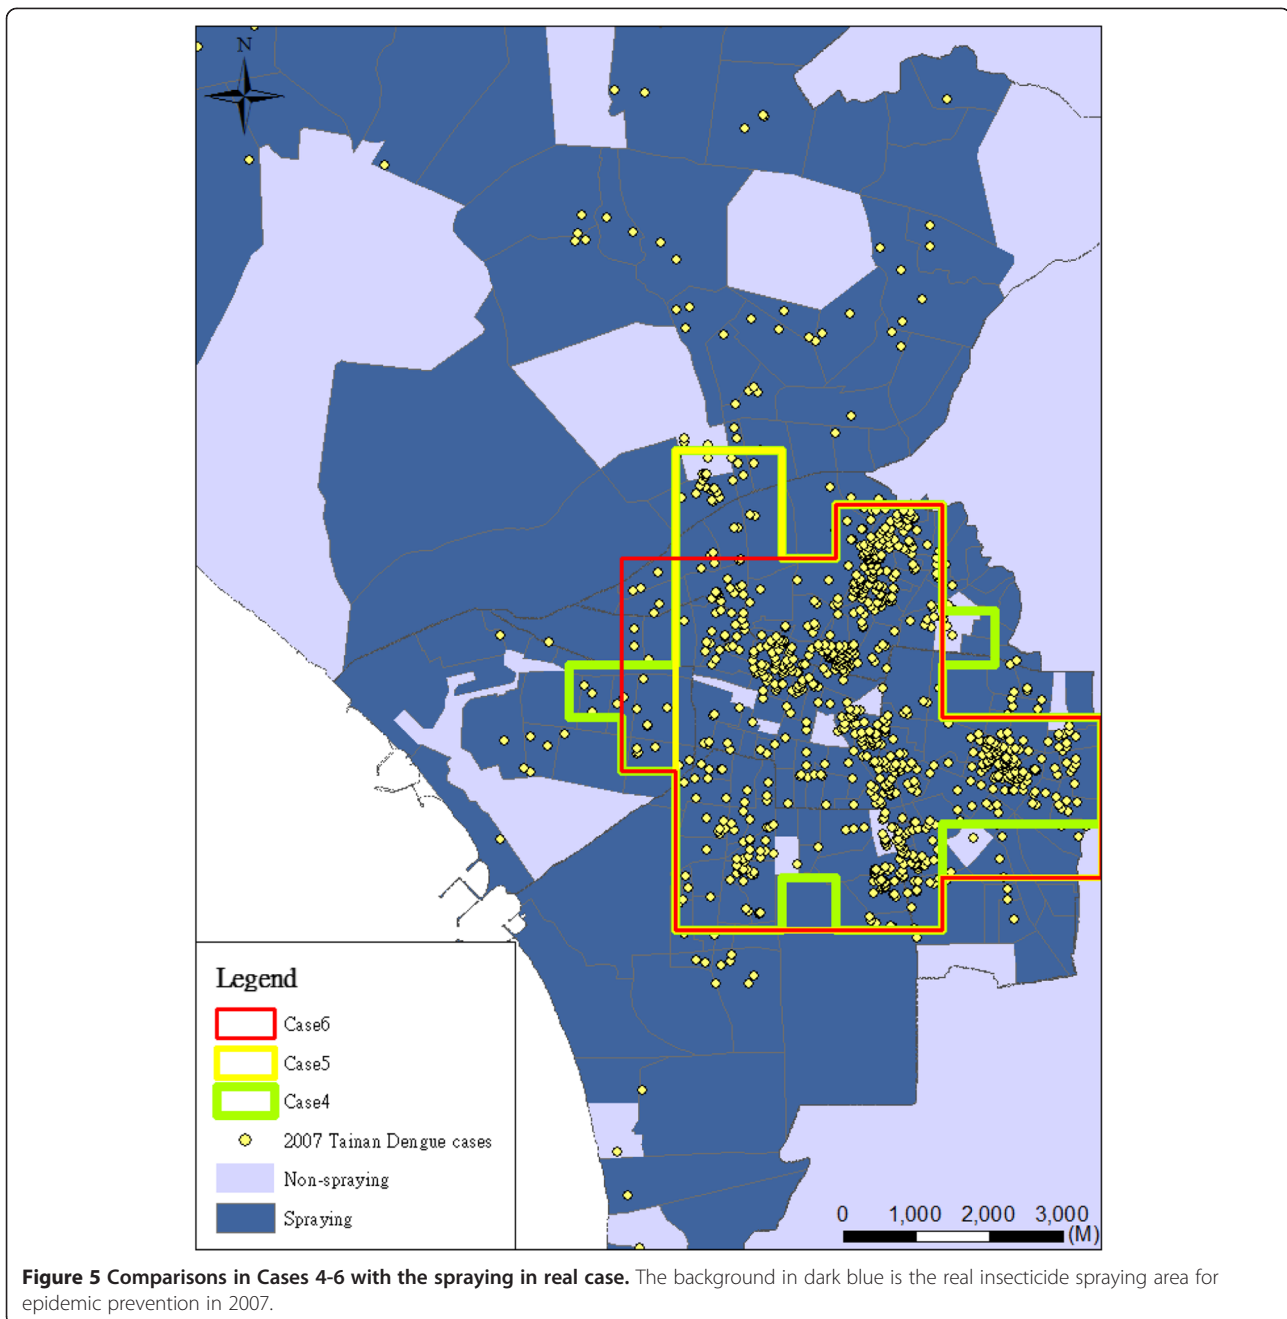 N
Legend
Case6
Case5
Case4
2007 Tainan Dengue cases
Non-spraying
Spraying
0 1,000 2,000 3,000
(M)
Figure 5 Comparisons in Cases 4-6 with the spraying in real case. The background in dark blue is the real insecticide spraying area for
epidemic prevention in 2007.